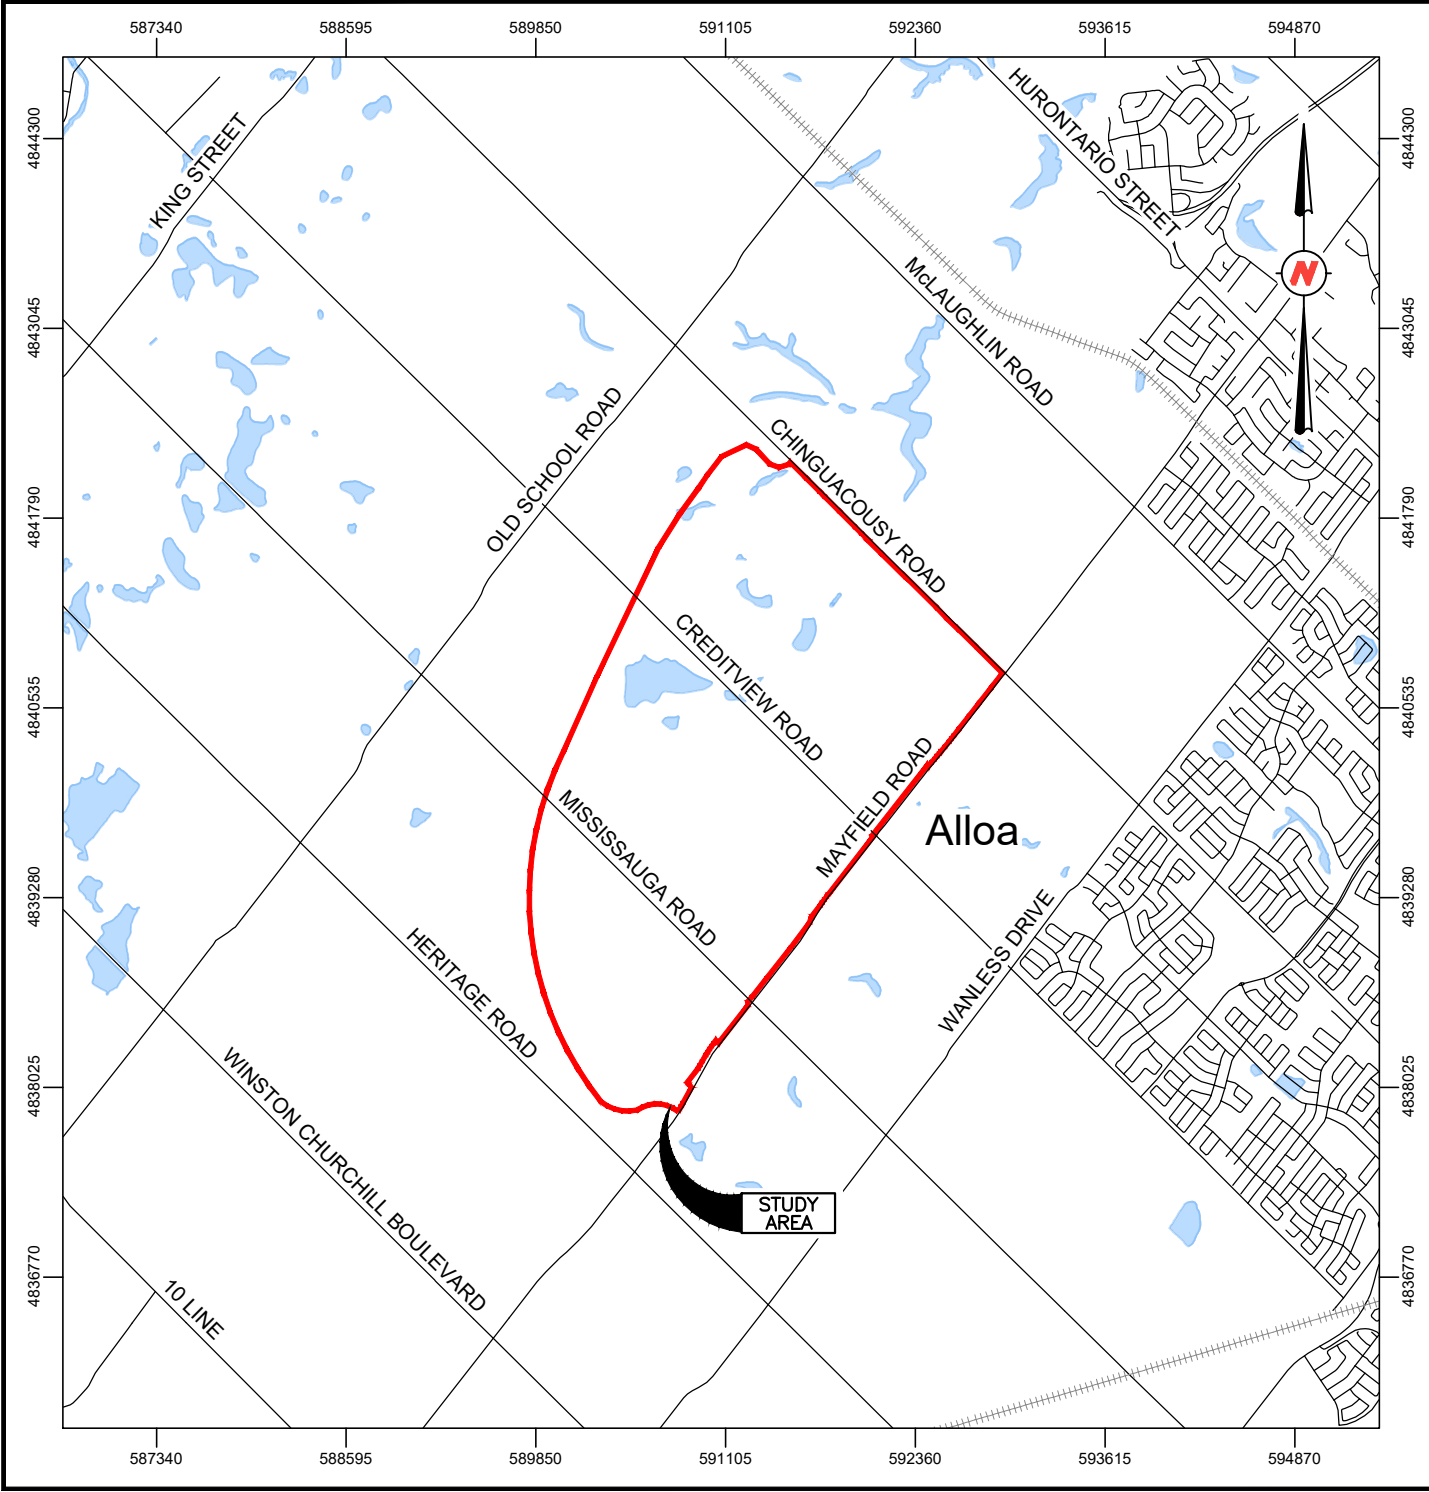 587340 588595 589850 591105 592360 593615 594870
4844300
4843045
4841790
4840535
4839280
4838025
4836770
KING STREET
HURONTARIO STREET
N
McLAUGHLIN ROAD
OLD SCHOOL ROAD
CHINGUACOUSY ROAD
CREDITVIEW ROAD
MAYFIELD ROAD
MISSISSAUGA ROAD
Alloa
HERITAGE ROAD
WANLESS DRIVE
WINSTON CHURCHILL BOULEVARD
STUDY
AREA
10 LINE
4844300
4843045
4841790
4840535
4839280
4838025
4836770
587340 588595 589850 591105 592360 593615 594870